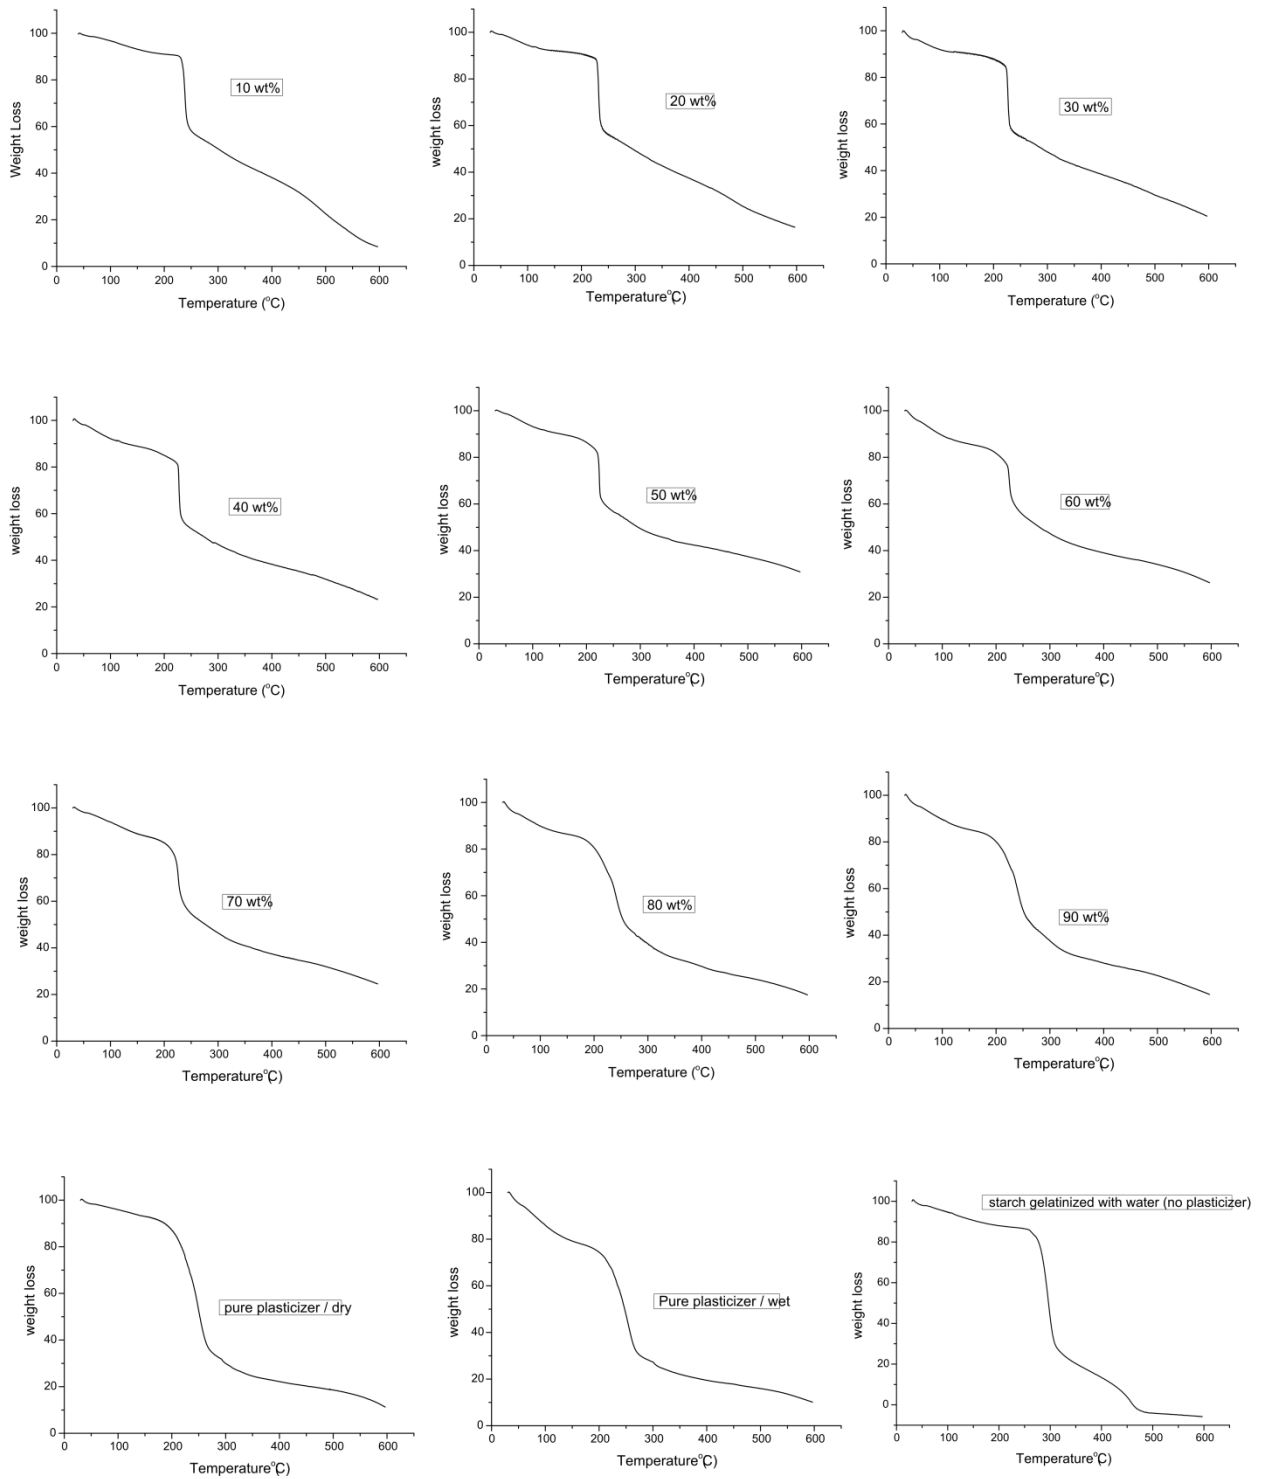 100
80
60
40
20
0
Weight Loss
10 wt%
0 100 200 300 400 500 600
Temperature (°C)
100
80
60
40
20
0
weight loss
20 wt%
0 100 200 300 400 500 600
Temperature°C)
100
80
60
40
20
0
weight loss
30 wt%
0 100 200 300 400 500 600
Temperature (°C)
100
80
60
40
20
0
weight loss
40 wt%
0 100 200 300 400 500 600
Temperature (°C)
100
80
60
40
20
0
weight loss
50 wt%
0 100 200 300 400 500 600
Temperature°C)
100
80
60
40
20
0
weight loss
60 wt%
0 100 200 300 400 500 600
Temperature°C)
100
80
60
40
20
0
weight loss
70 wt%
0 100 200 300 400 500 600
Temperature°C)
100
80
60
40
20
0
weight loss
80 wt%
0 100 200 300 400 500 600
Temperature (°C)
100
80
60
40
20
0
weight loss
90 wt%
0 100 200 300 400 500 600
Temperature°C)
100
80
60
40
20
0
weight loss
pure plasticizer / dry
0 100 200 300 400 500 600
Temperature°C)
100
80
60
40
20
0
weight loss
Pure plasticizer / wet
0 100 200 300 400 500 600
Temperature°C)
starch gelatinized with water (no plasticizer)
100
80
60
40
20
0
weight loss
0 100 200 300 400 500 600
Temperature°C)